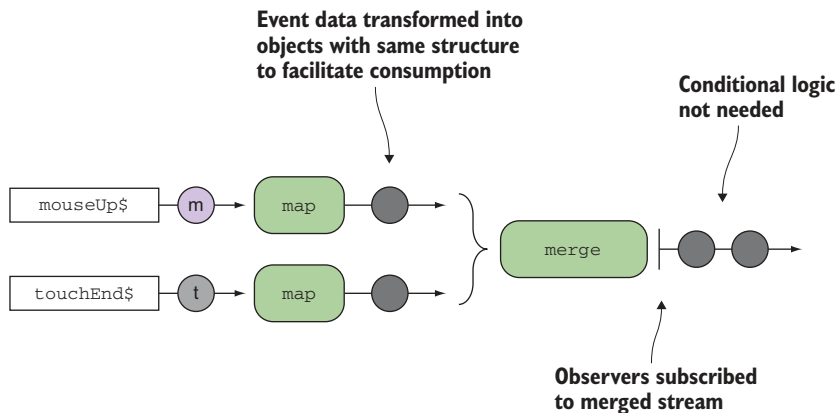 Event data transformed into
objects with same structure
to facilitate consumption
Conditional logic
not needed
mouseUp$
m
map
merge
touchEnd$
t
map
Observers subscribed
to merged stream